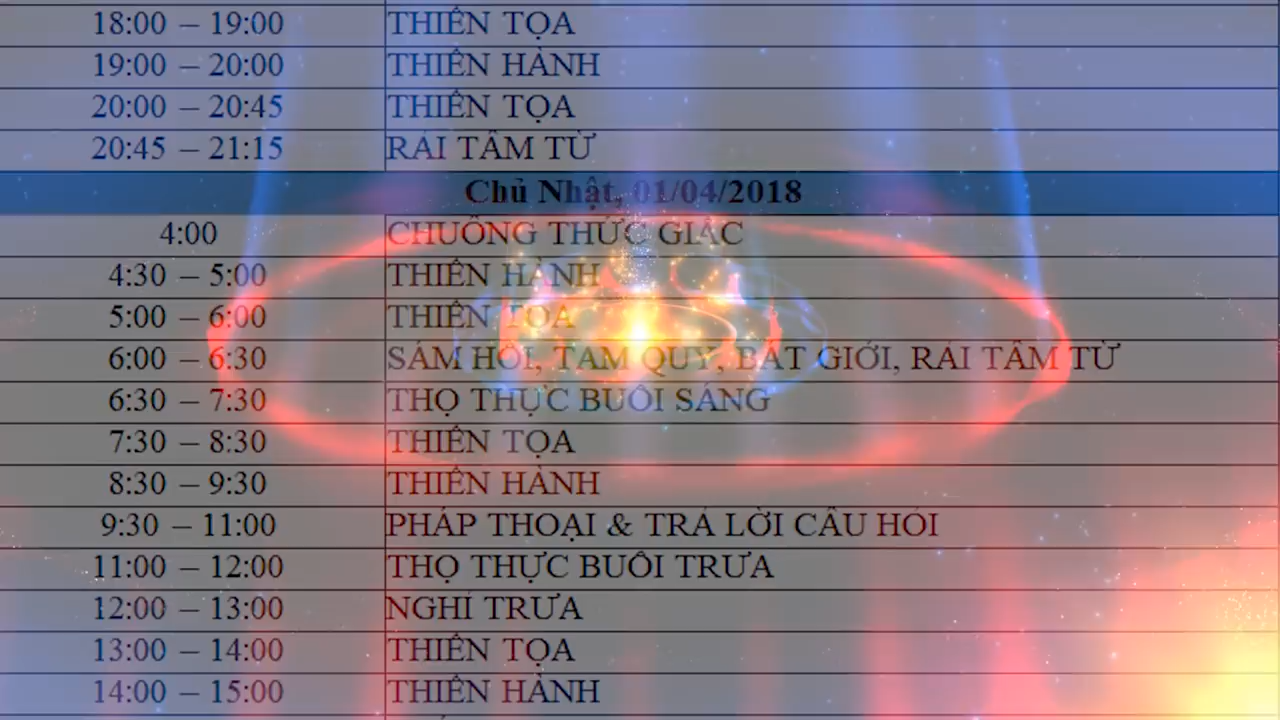 18:00 – 19:00 THIỀN TỌA
19:00 – 20:00 THIỀN HÀNH
20:00 – 20:45 THIỀN TỌA
20:45 – 21:15 RẢI TÂM TỪ
Chủ Nhật, 01/04/2018
4:00 CHUÔNG THỨC GIẤC
4:30 – 5:00 THIỀN HÀNH
5:00 – 6:00 THIỀN TỌA
6:00 – 6:30 SÁM HỐI, TAM QUY, BÁT GIỚI, RẢI TÂM TỪ
6:30 – 7:30 THỌ THỰC BUỔI SÁNG
7:30 – 8:30 THIỀN TỌA
8:30 – 9:30 THIỀN HÀNH
9:30 – 11:00 PHÁP THOẠI & TRẢ LỜI CÂU HỎI
11:00 – 12:00 THỌ THỰC BUỔI TRƯA
12:00 – 13:00 NGHỈ TRƯA
13:00 – 14:00 THIỀN TỌA
14:00 – 15:00 THIỀN HÀNH